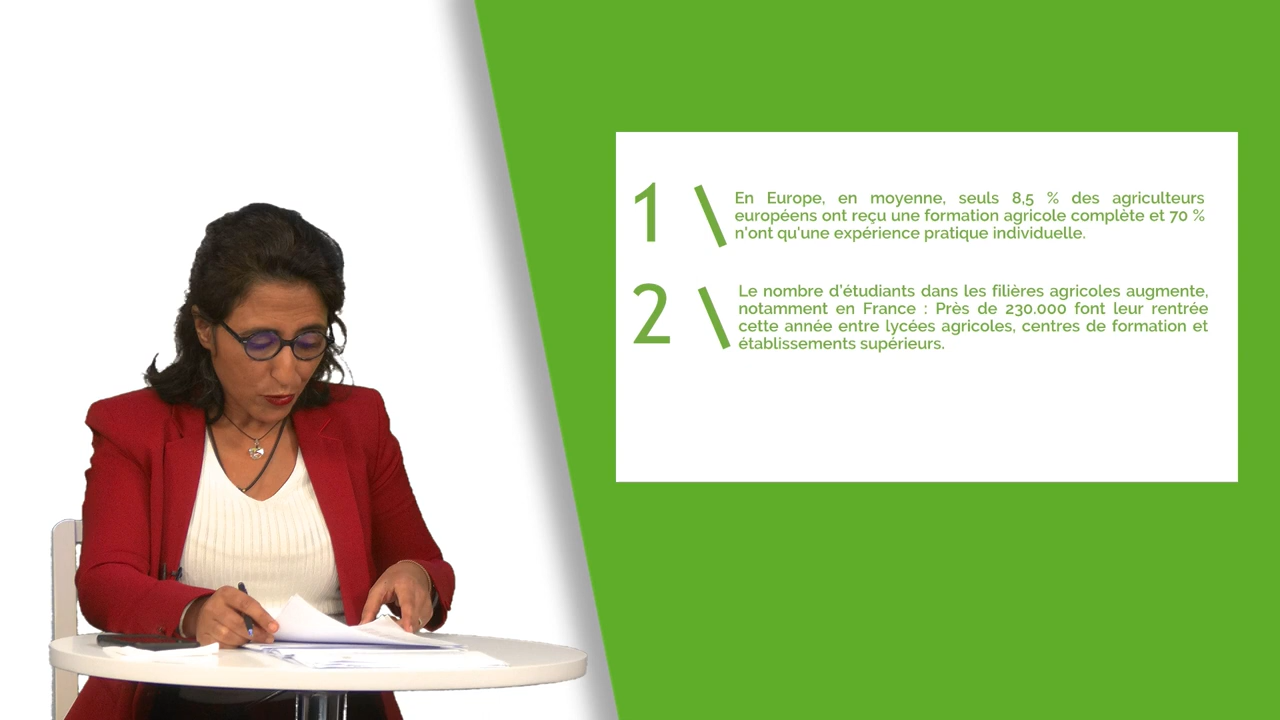 1 \ En Europe, en moyenne, seuls 8,5 % des agriculteurs
européens ont reçu une formation agricole complète et 70 %
n'ont qu'une expérience pratique individuelle.
2 \ Le nombre d'étudiants dans les filières agricoles augmente,
notamment en France : Près de 230.000 font leur rentrée
cette année entre lycées agricoles, centres de formation et
établissements supérieurs.